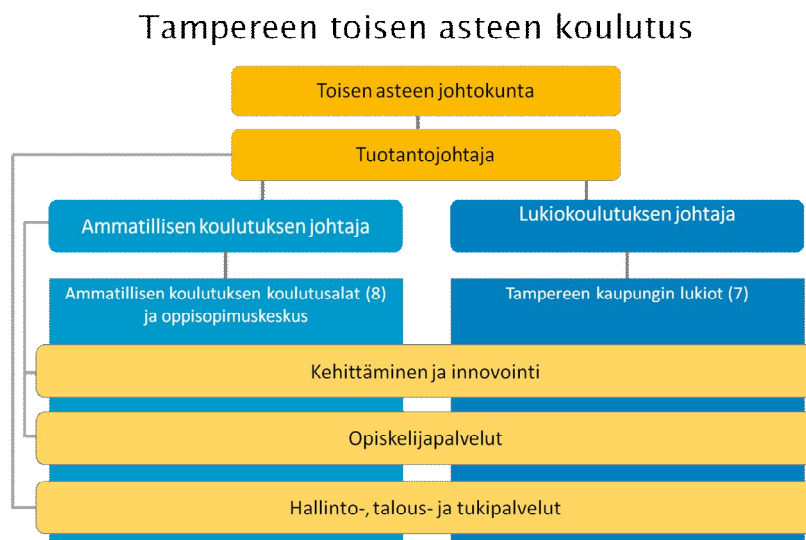 Tampereen toisen asteen koulutus
Toisen asteen johtokunta
Tuotantojohtaja
Ammatillisen koulutuksen johtaja
Lukiokoulutuksen johtaja
Ammatillisen koulutuksen koulutusalat (8)
ja oppisopimuskeskus
Tampereen kaupungin lukiot (7)
Kehittäminen ja innovointi
Opiskelijapalvelut
Hallinto-, talous- ja tukipalvelut